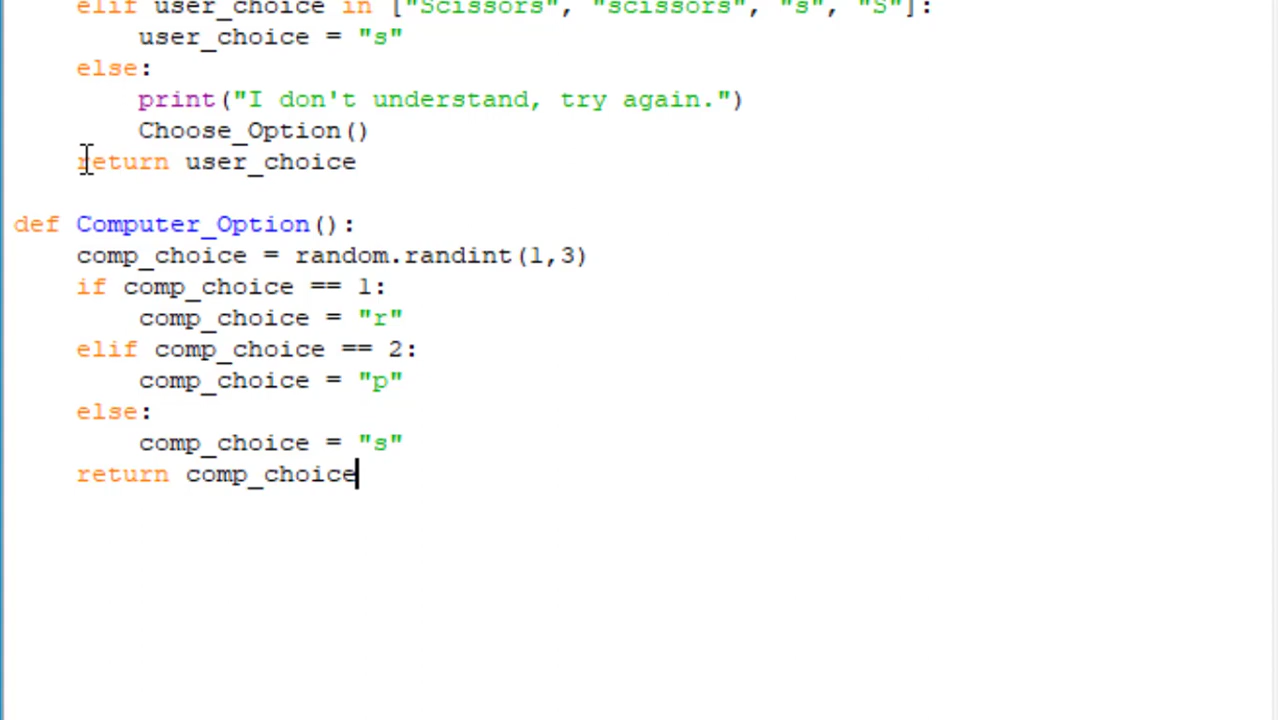 elif user_choice in ["Scissors", "scissors", "s", "S"]:
        user_choice = "s"
    else:
        print("I don't understand, try again.")
        Choose_Option()
    return user_choice

def Computer_Option():
    comp_choice = random.randint(1,3)
    if comp_choice == 1:
        comp_choice = "r"
    elif comp_choice == 2:
        comp_choice = "p"
    else:
        comp_choice = "s"
    return comp_choice